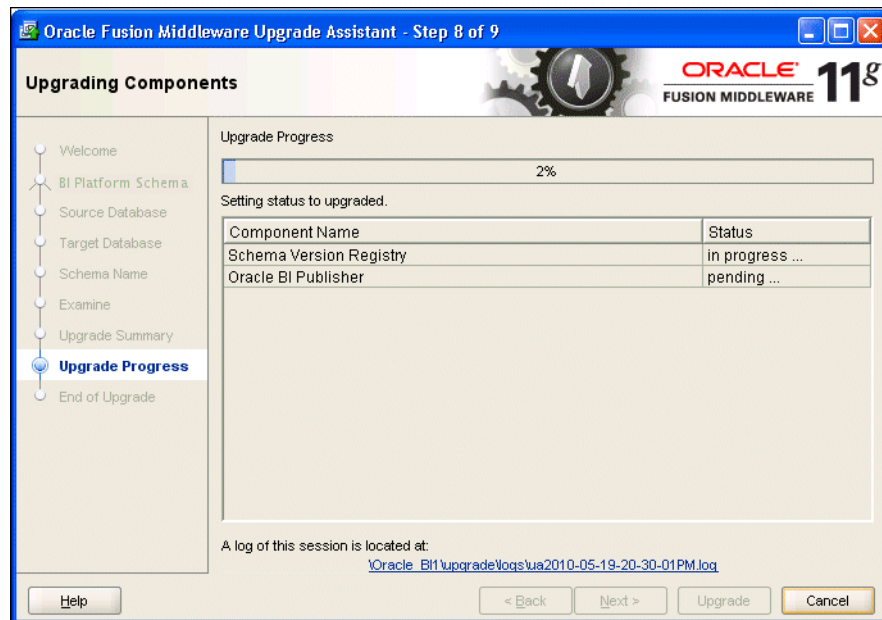 Oracle Fusion Middleware Upgrade Assistant - Step 8 of 9
Upgrading Components
ORACLE
FUSION MIDDLEWARE
11g
Welcome
BI Platform Schema
Source Database
Target Database
Schema Name
Examine
Upgrade Summary
Upgrade Progress
End of Upgrade
Upgrade Progress
2%
Setting status to upgraded.
Component Name Status
Schema Version Registry in progress ...
Oracle BI Publisher pending ...
A log of this session is located at:
\Oracle_BI1\upgrade\logs\ua2010-05-19-20-30-01PM.log
Help < Back Next > Upgrade Cancel